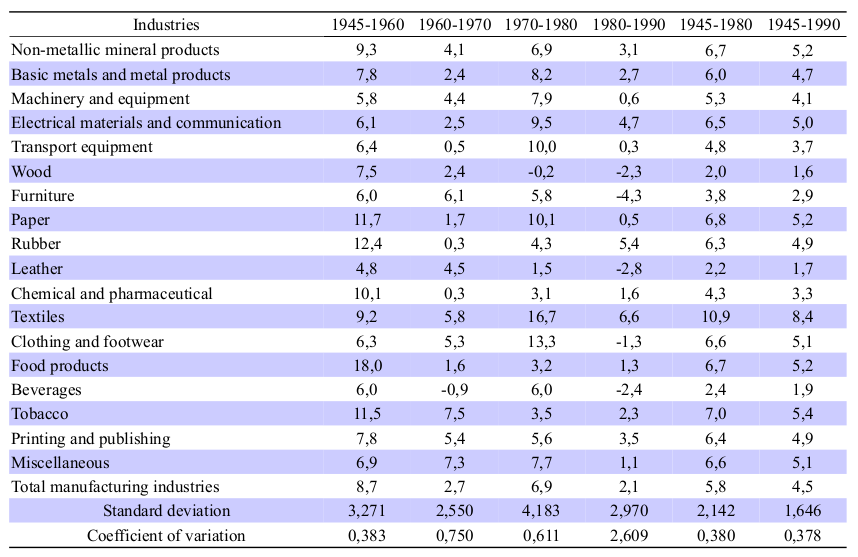 Industries 1945-1960 1960-1970 1970-1980 1980-1990 1945-1980 1945-1990
Non-metallic mineral products 9,3 4,1 6,9 3,1 6,7 5,2
Basic metals and metal products 7,8 2,4 8,2 2,7 6,0 4,7
Machinery and equipment 5,8 4,4 7,9 0,6 5,3 4,1
Electrical materials and communication 6,1 2,5 9,5 4,7 6,5 5,0
Transport equipment 6,4 0,5 10,0 0,3 4,8 3,7
Wood 7,5 2,4 -0,2 -2,3 2,0 1,6
Furniture 6,0 6,1 5,8 -4,3 3,8 2,9
Paper 11,7 1,7 10,1 0,5 6,8 5,2
Rubber 12,4 0,3 4,3 5,4 6,3 4,9
Leather 4,8 4,5 1,5 -2,8 2,2 1,7
Chemical and pharmaceutical 10,1 0,3 3,1 1,6 4,3 3,3
Textiles 9,2 5,8 16,7 6,6 10,9 8,4
Clothing and footwear 6,3 5,3 13,3 -1,3 6,6 5,1
Food products 18,0 1,6 3,2 1,3 6,7 5,2
Beverages 6,0 -0,9 6,0 -2,4 2,4 1,9
Tobacco 11,5 7,5 3,5 2,3 7,0 5,4
Printing and publishing 7,8 5,4 5,6 3,5 6,4 4,9
Miscellaneous 6,9 7,3 7,7 1,1 6,6 5,1
Total manufacturing industries 8,7 2,7 6,9 2,1 5,8 4,5
Standard deviation 3,271 2,550 4,183 2,970 2,142 1,646
Coefficient of variation 0,383 0,750 0,611 2,609 0,380 0,378